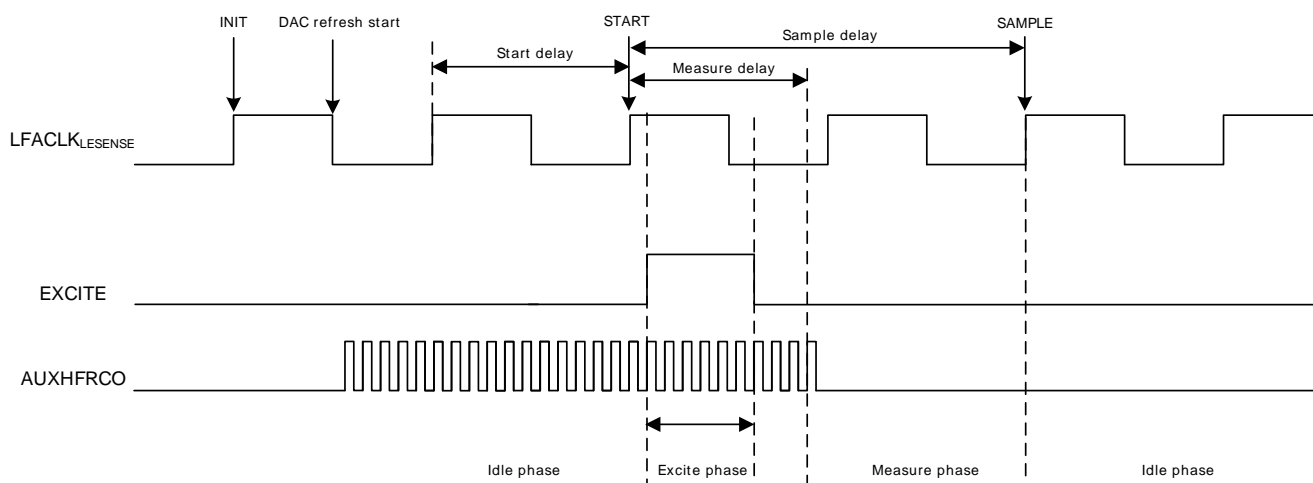 INIT
DAC refresh start
START
SAMPLE
Start delay
Sample delay
Measure delay
LFACLKLESENSE
EXCITE
AUXHFRCO
Idle phase
Excite phase
Measure phase
Idle phase